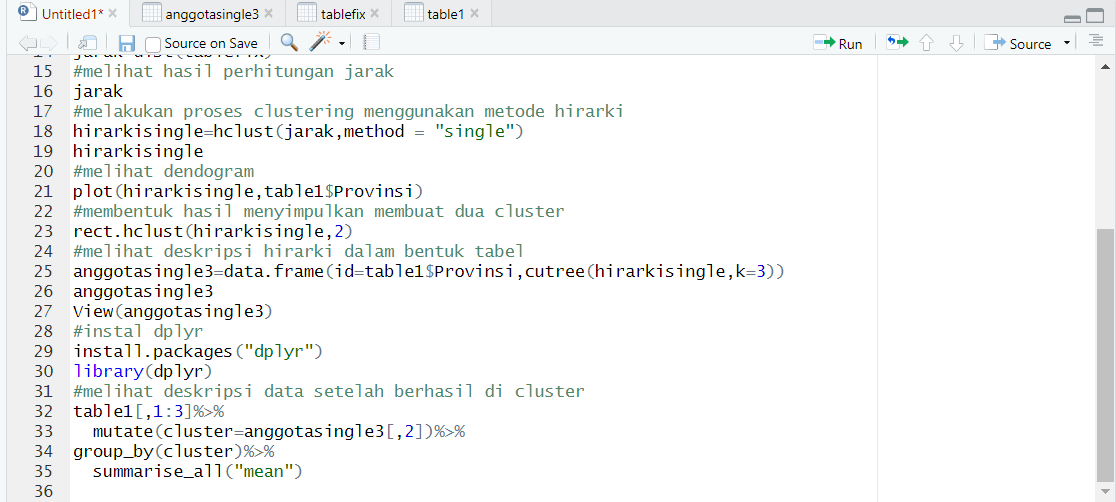 Untitled1* anggotasingle3 tablefix table1
Source on Save Run Source
15 #melihat hasil perhitungan jarak
16 jarak
17 #melakukan proses clustering menggunakan metode hirarki
18 hirarkisingle=hclust(jarak,method = "single")
19 hirarkisingle
20 #melihat dendogram
21 plot(hirarkisingle,table1$Provinsi)
22 #membentuk hasil menyimpulkan membuat dua cluster
23 rect.hclust(hirarkisingle,2)
24 #melihat deskripsi hirarki dalam bentuk tabel
25 anggotasingle3=data.frame(id=table1$Provinsi,cutree(hirarkisingle,k=3))
26 anggotasingle3
27 View(anggotasingle3)
28 #instal dplyr
29 install.packages("dplyr")
30 library(dplyr)
31 #melihat deskripsi data setelah berhasil di cluster
32 table1[,1:3]%>%
33   mutate(cluster=anggotasingle3[,2])%>%
34 group_by(cluster)%>%
35   summarise_all("mean")
36